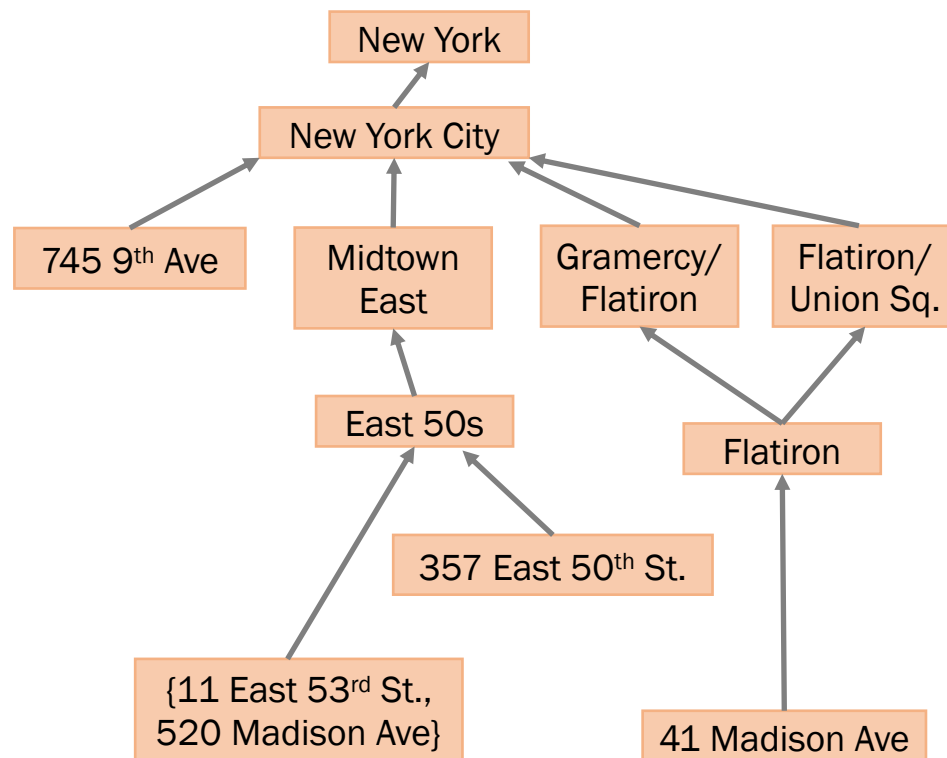 New York
New York City
745 9th Ave
Midtown
East
Gramercy/
Flatiron
Flatiron/
Union Sq.
East 50s
Flatiron
357 East 50th St.
{11 East 53rd St.,
520 Madison Ave}
41 Madison Ave